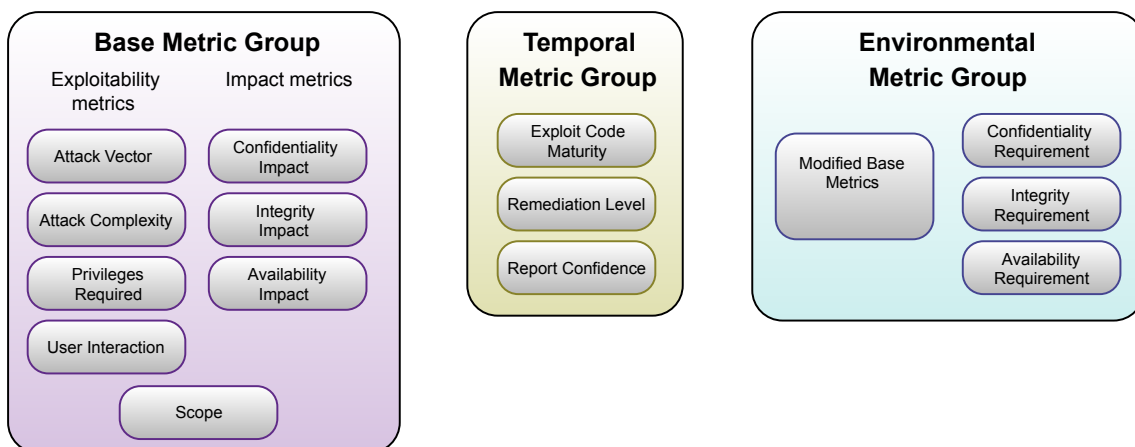 Base Metric Group
Exploitability
metrics
Impact metrics
Attack Vector
Attack Complexity
Privileges
Required
User Interaction
Confidentiality
Impact
Integrity
Impact
Availability
Impact
Scope
Temporal
Metric Group
Exploit Code
Maturity
Remediation Level
Report Confidence
Environmental
Metric Group
Modified Base
Metrics
Confidentiality
Requirement
Integrity
Requirement
Availability
Requirement